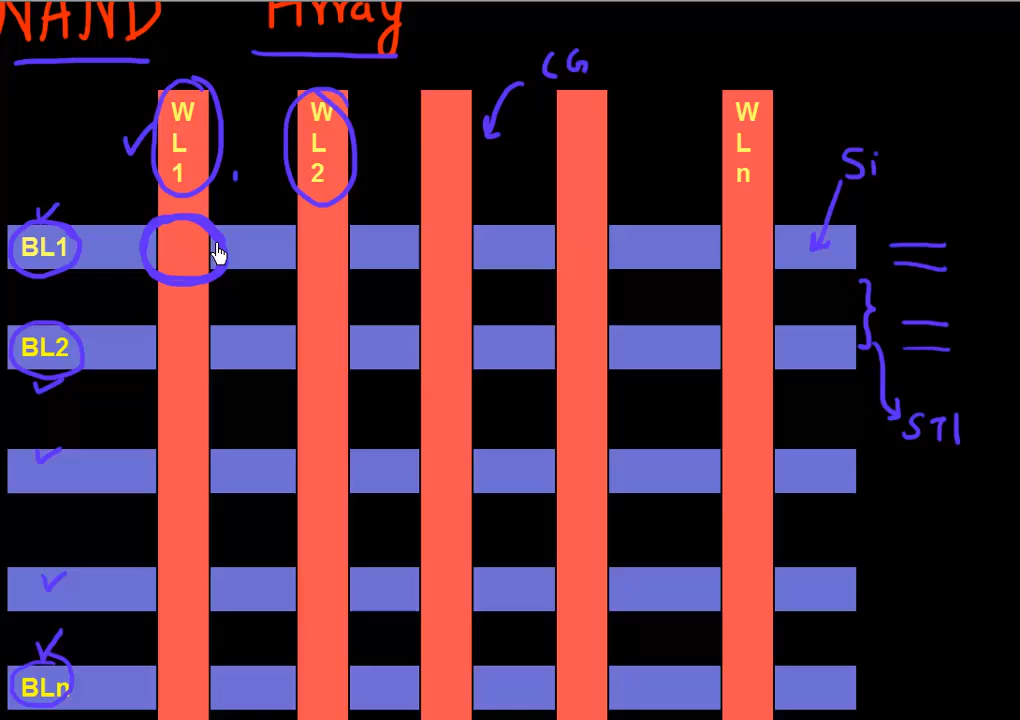 NAND Array
CG
W W W
L L L
1 2 n
Si
BL1
BL2
STI
BLn